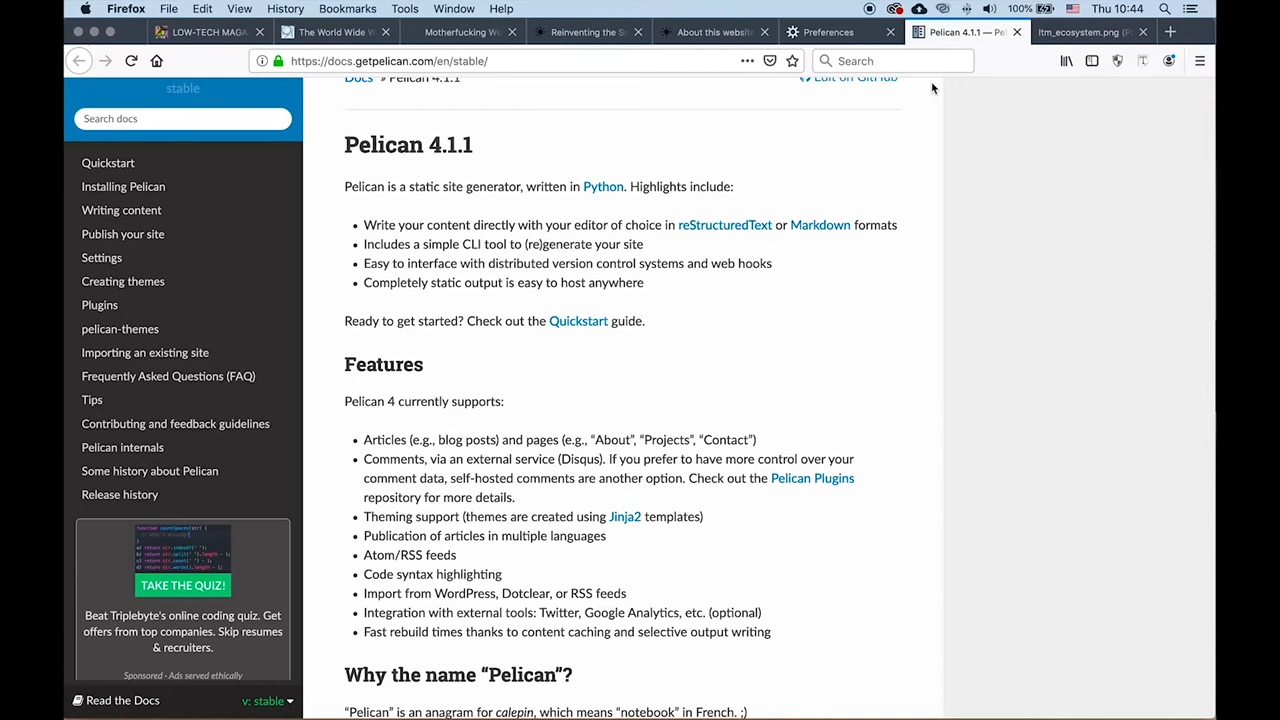 Firefox File Edit View History Bookmarks Tools Window Help 100% Thu 10:44
LOW-TECH MAGA The World Wide W Motherfucking We Reinventing the S About this website Preferences Pelican 4.1.1 — Pel ltm_ecosystem.png (P
https://docs.getpelican.com/en/stable/ Search
stable
Search docs
Quickstart
Installing Pelican
Writing content
Publish your site
Settings
Creating themes
Plugins
pelican-themes
Importing an existing site
Frequently Asked Questions (FAQ)
Tips
Contributing and feedback guidelines
Pelican internals
Some history about Pelican
Release history
TAKE THE QUIZ!
Beat Triplebyte's online coding quiz. Get
offers from top companies. Skip resumes
& recruiters.
Sponsored · Ads served ethically
Read the Docs v: stable
Docs » Pelican 4.1.1 Edit on GitHub
Pelican 4.1.1
Pelican is a static site generator, written in Python. Highlights include:
• Write your content directly with your editor of choice in reStructuredText or Markdown formats
• Includes a simple CLI tool to (re)generate your site
• Easy to interface with distributed version control systems and web hooks
• Completely static output is easy to host anywhere
Ready to get started? Check out the Quickstart guide.
Features
Pelican 4 currently supports:
• Articles (e.g., blog posts) and pages (e.g., “About”, “Projects”, “Contact”)
• Comments, via an external service (Disqus). If you prefer to have more control over your
comment data, self-hosted comments are another option. Check out the Pelican Plugins
repository for more details.
• Theming support (themes are created using Jinja2 templates)
• Publication of articles in multiple languages
• Atom/RSS feeds
• Code syntax highlighting
• Import from WordPress, Dotclear, or RSS feeds
• Integration with external tools: Twitter, Google Analytics, etc. (optional)
• Fast rebuild times thanks to content caching and selective output writing
Why the name “Pelican”?
“Pelican” is an anagram for calepin, which means “notebook” in French. ;)